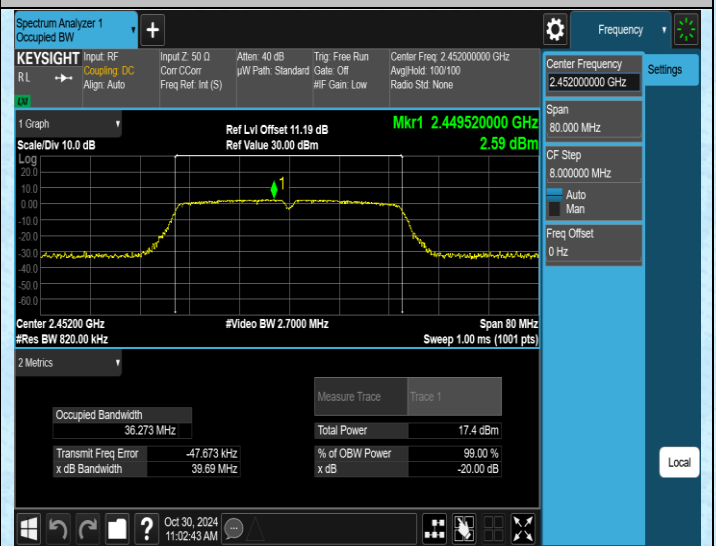 Spectrum Analyzer 1
Occupied BW
Frequency
KEYSIGHT
RL
LXI
Input: RF
Coupling: DC
Align: Auto
Input Z: 50 Ω
Corr CCorr
Freq Ref: Int (S)
Atten: 40 dB
µW Path: Standard
Trig: Free Run
Gate: Off
#IF Gain: Low
Center Freq: 2.452000000 GHz
Avg|Hold: 100/100
Radio Std: None
Center Frequency
2.452000000 GHz
Settings
Span
80.000 MHz
CF Step
8.000000 MHz
Auto
Man
Freq Offset
0 Hz
1 Graph
Scale/Div 10.0 dB
Ref Lvl Offset 11.19 dB
Ref Value 30.00 dBm
Mkr1 2.449520000 GHz
2.59 dBm
Log
20.0
10.0
0.00
-10.0
-20.0
-30.0
-40.0
-50.0
-60.0
1
Center 2.45200 GHz
#Res BW 820.00 kHz
#Video BW 2.7000 MHz
Span 80 MHz
Sweep 1.00 ms (1001 pts)
2 Metrics
Measure Trace
Trace 1
Occupied Bandwidth
36.273 MHz
Total Power
17.4 dBm
Transmit Freq Error
-47.673 kHz
% of OBW Power
99.00 %
x dB Bandwidth
39.69 MHz
x dB
-20.00 dB
Local
?
Oct 30, 2024
11:02:43 AM